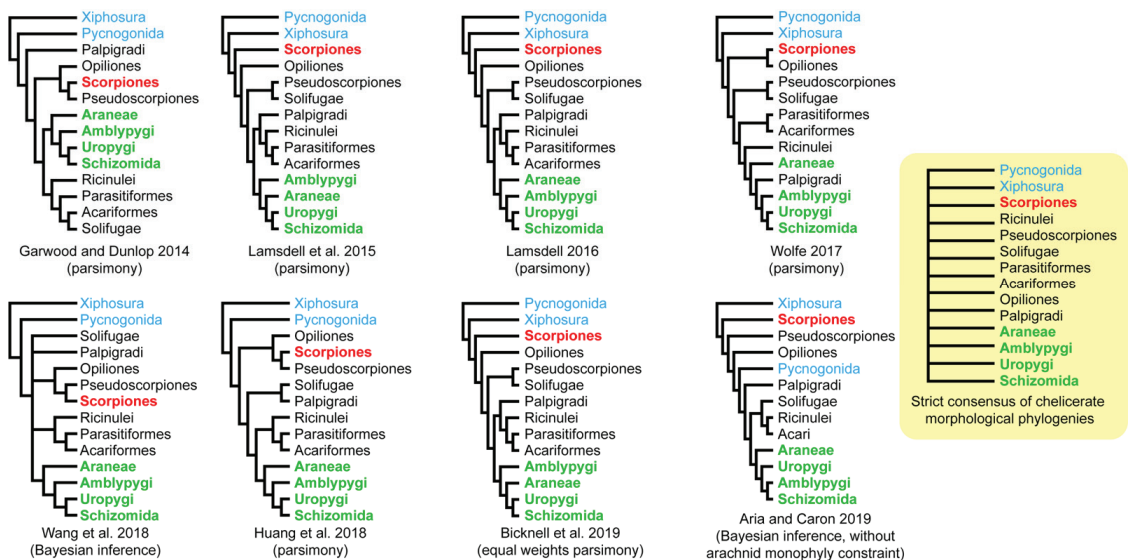 Xiphosura
Pycnogonida
Palpigradi
Opiliones
Scorpiones
Pseudoscorpiones
Araneae
Amblypygi
Uropygi
Schizomida
Ricinulei
Parasitiformes
Acariformes
Solifugae
Garwood and Dunlop 2014
(parsimony)
Pycnogonida
Xiphosura
Scorpiones
Opiliones
Pseudoscorpiones
Solifugae
Palpigradi
Ricinulei
Parasitiformes
Acariformes
Amblypygi
Araneae
Uropygi
Schizomida
Lamsdell et al. 2015
(parsimony)
Pycnogonida
Xiphosura
Scorpiones
Opiliones
Pseudoscorpiones
Solifugae
Palpigradi
Ricinulei
Parasitiformes
Acariformes
Araneae
Amblypygi
Uropygi
Schizomida
Lamsdell 2016
(parsimony)
Pycnogonida
Xiphosura
Scorpiones
Opiliones
Pseudoscorpiones
Solifugae
Parasitiformes
Acariformes
Ricinulei
Araneae
Palpigradi
Amblypygi
Uropygi
Schizomida
Wolfe 2017
(parsimony)
Xiphosura
Pycnogonida
Solifugae
Palpigradi
Opiliones
Pseudoscorpiones
Scorpiones
Ricinulei
Parasitiformes
Acariformes
Araneae
Amblypygi
Uropygi
Schizomida
Wang et al. 2018
(Bayesian inference)
Xiphosura
Pycnogonida
Opiliones
Scorpiones
Pseudoscorpiones
Solifugae
Palpigradi
Ricinulei
Parasitiformes
Acariformes
Araneae
Amblypygi
Uropygi
Schizomida
Huang et al. 2018
(parsimony)
Pycnogonida
Xiphosura
Scorpiones
Opiliones
Pseudoscorpiones
Solifugae
Palpigradi
Ricinulei
Parasitiformes
Acariformes
Amblypygi
Araneae
Uropygi
Schizomida
Bicknell et al. 2019
(equal weights parsimony)
Xiphosura
Scorpiones
Pseudoscorpiones
Opiliones
Pycnogonida
Palpigradi
Solifugae
Ricinulei
Acari
Araneae
Uropygi
Amblypygi
Schizomida
Aria and Caron 2019
(Bayesian inference, without
arachnid monophyly constraint)
Pycnogonida
Xiphosura
Scorpiones
Ricinulei
Pseudoscorpiones
Solifugae
Parasitiformes
Acariformes
Opiliones
Palpigradi
Araneae
Amblypygi
Uropygi
Schizomida
Strict consensus of chelicerate
morphological phylogenies